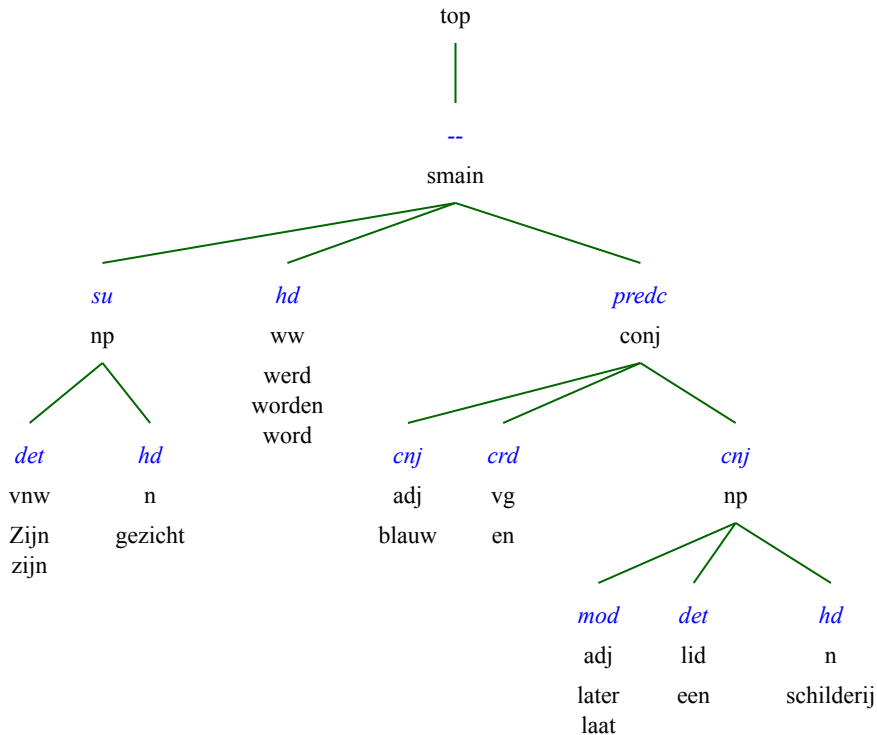 top
--
smain
su hd predc
np ww conj
werd
worden
word
det hd cnj crd cnj
vnw n adj vg np
Zijn gezicht blauw en
zijn
mod det hd
adj lid n
later een schilderij
laat